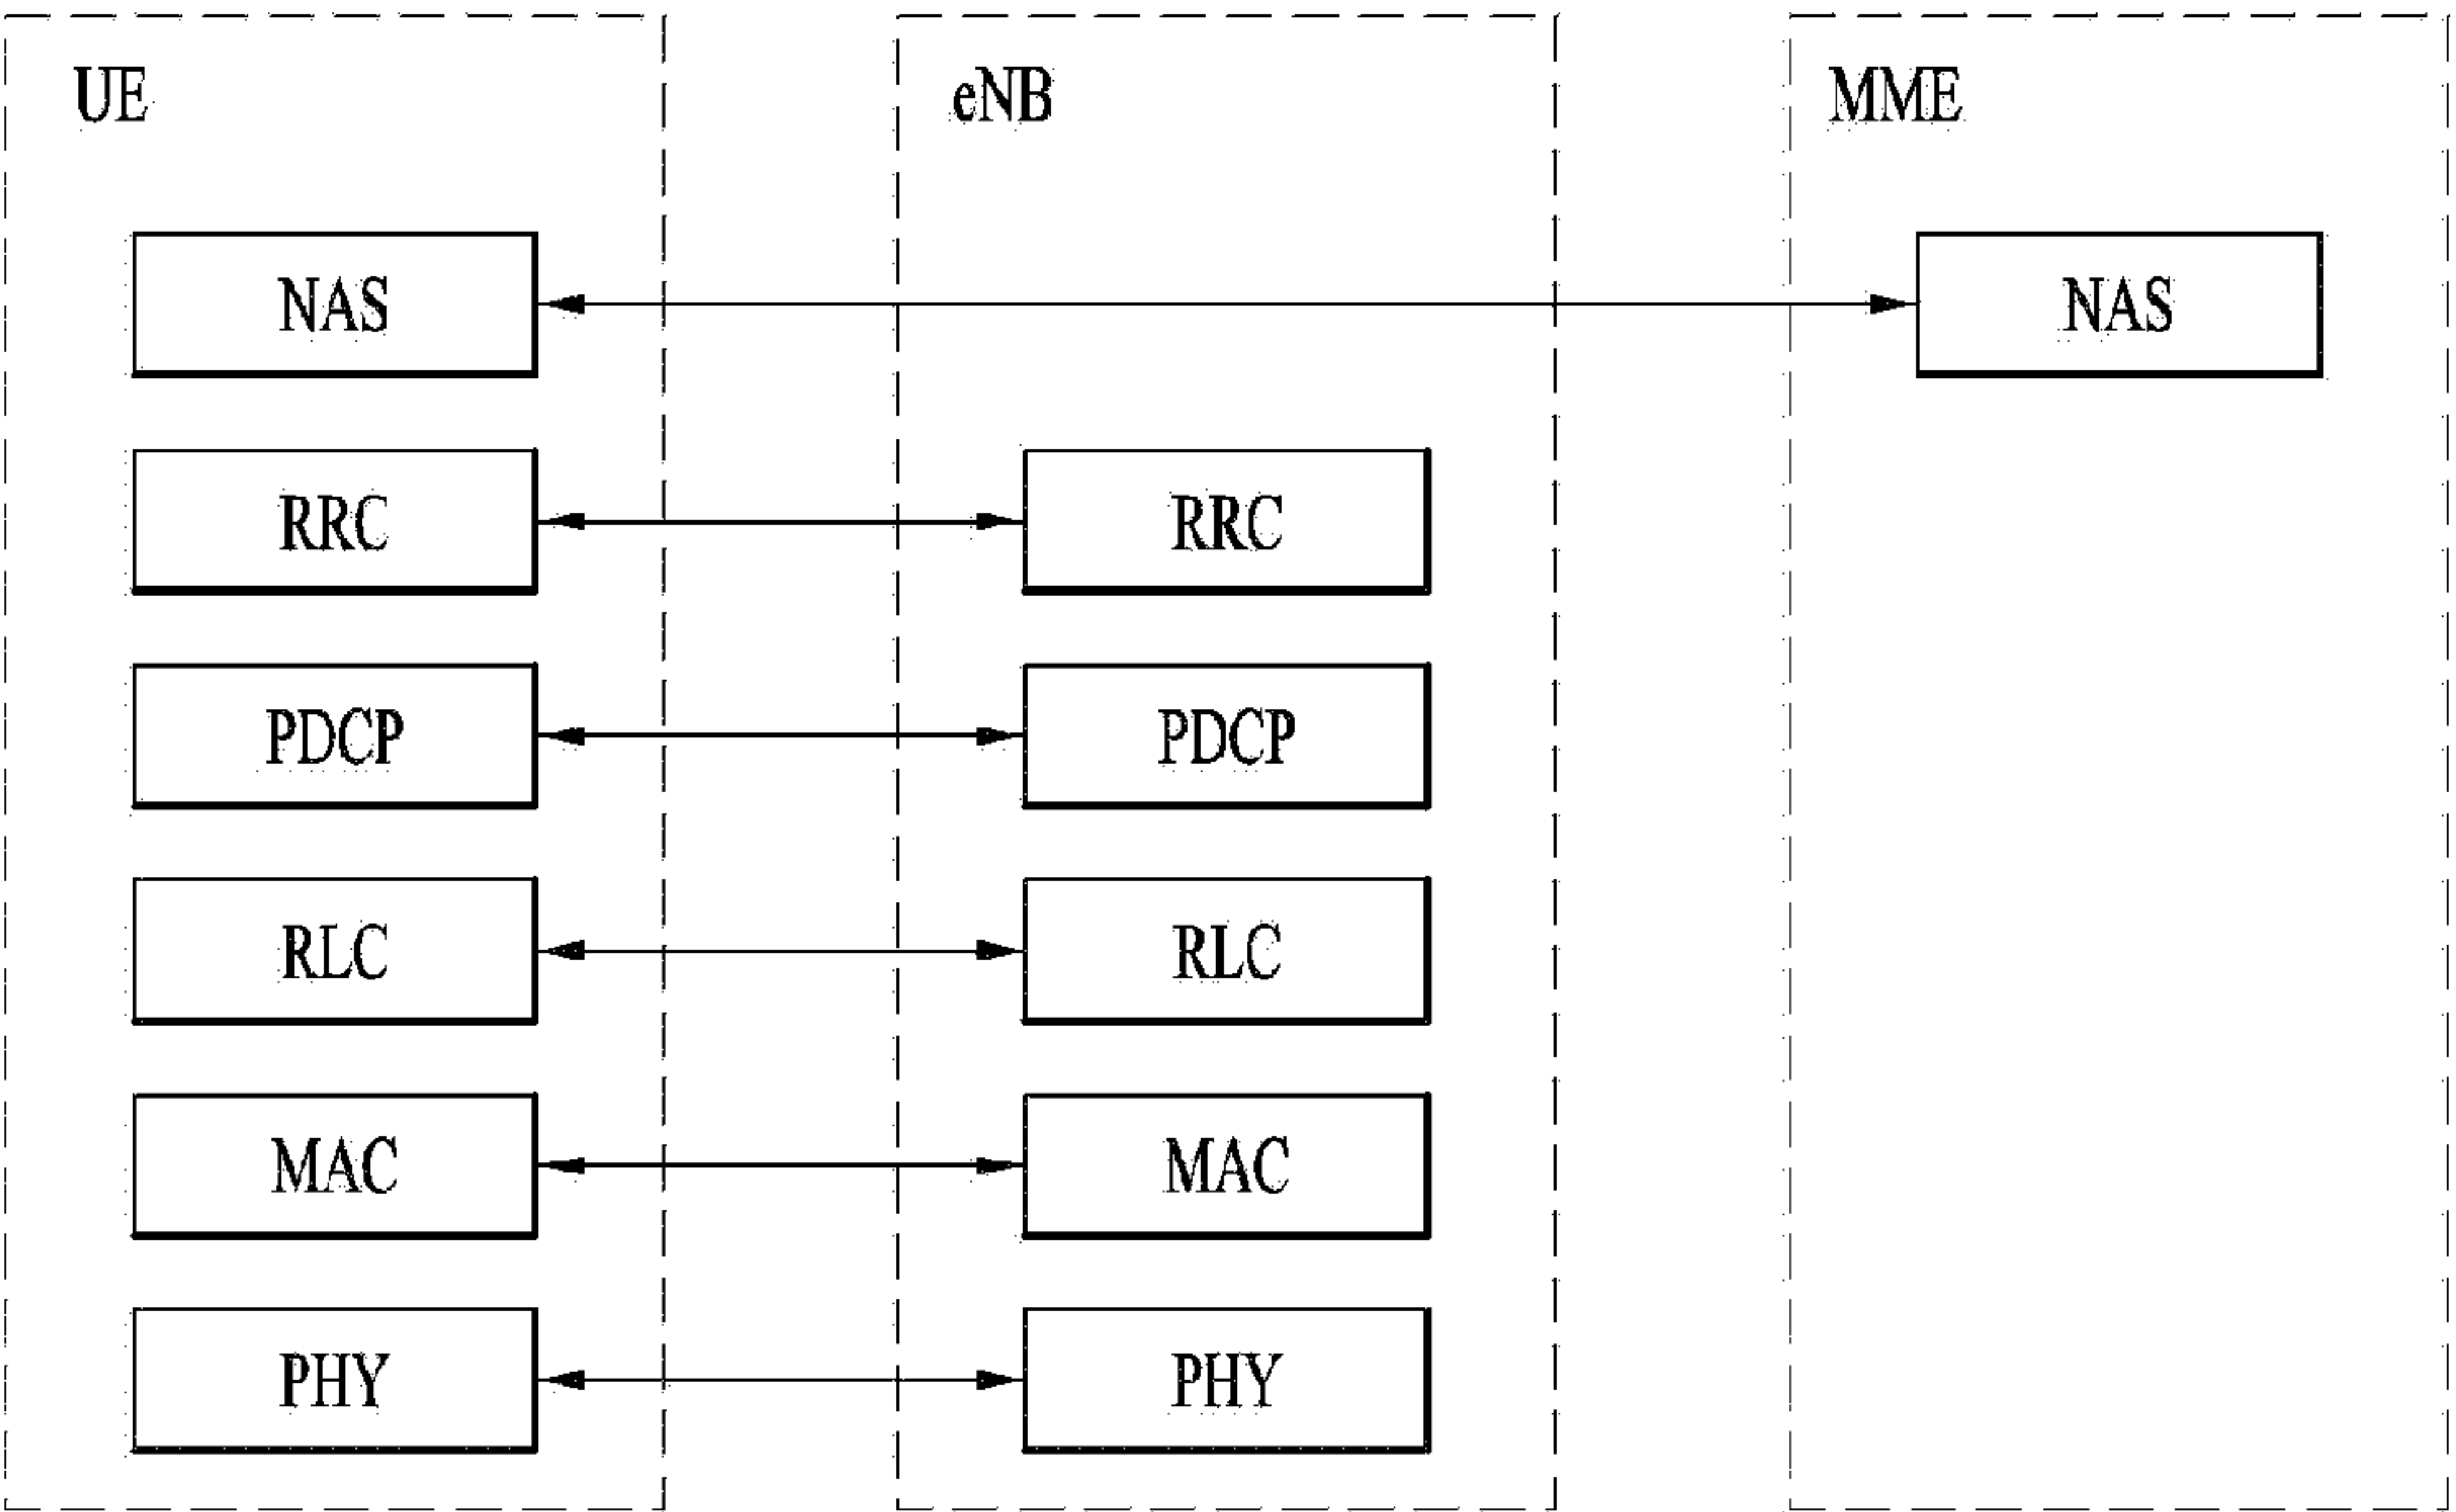 UE eNB MME
NAS NAS
RRC RRC
PDCP PDCP
RLC RLC
MAC MAC
PHY PHY